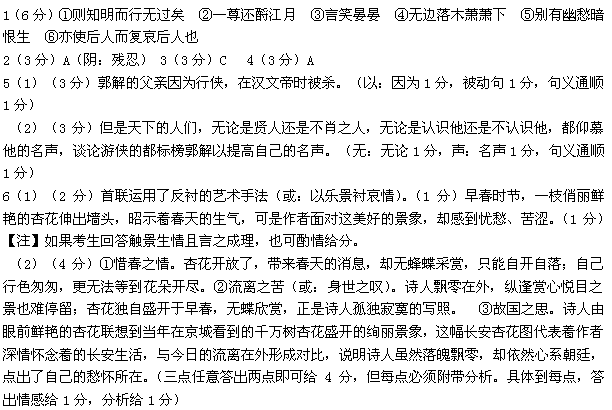 1(6分)①则知明而行无过矣　②一尊还酹江月　③言笑晏晏　④无边落木萧萧下　⑤别有幽愁暗
恨生　⑥亦使后人而复哀后人也
2(3分)A(阴：残忍)　3(3分)C　　4(3分)A
5(1)(3分)郭解的父亲因为行侠，在汉文帝时被杀。(以：因为1分，被动句1分，句义通顺
1分)
(2)(3分)但是天下的人们，无论是贤人还是不肖之人，无论是认识他还是不认识他，都仰慕
他的名声，谈论游侠的都标榜郭解以提高自己的名声。(无：无论1分，声：名声1分，句义通顺
1分)
6(1)(2分)首联运用了反衬的艺术手法(或：以乐景衬哀情)。(1分)早春时节，一枝俏丽鲜
艳的杏花伸出墙头，昭示着春天的生气，可是作者面对这美好的景象，却感到忧愁、苦涩。(1分)
【注】如果考生回答触景生情且言之成理，也可酌情给分。
(2)(4分)①惜春之情。杏花开放了，带来春天的消息，却无蜂蝶采赏，只能自开自落；自己
行色匆匆，更无法等到花朵开尽。②流离之苦(或：身世之叹)。诗人飘零在外，纵逢赏心悦目之
景也难停留；杏花独自盛开于早春，无蝶欣赏，正是诗人孤独寂寞的写照。　③故国之思。诗人由
眼前鲜艳的杏花联想到当年在京城看到的千万树杏花盛开的绚丽景象，这幅长安杏花图代表着作者
深情怀念着的长安生活，与今日的流离在外形成对比，说明诗人虽然落魄飘零，却依然心系朝廷，
点出了自己的愁怀所在。(三点任意答出两点即可给 4 分，但每点必须附带分析。具体到每点，答
出情感给1分，分析给1分)